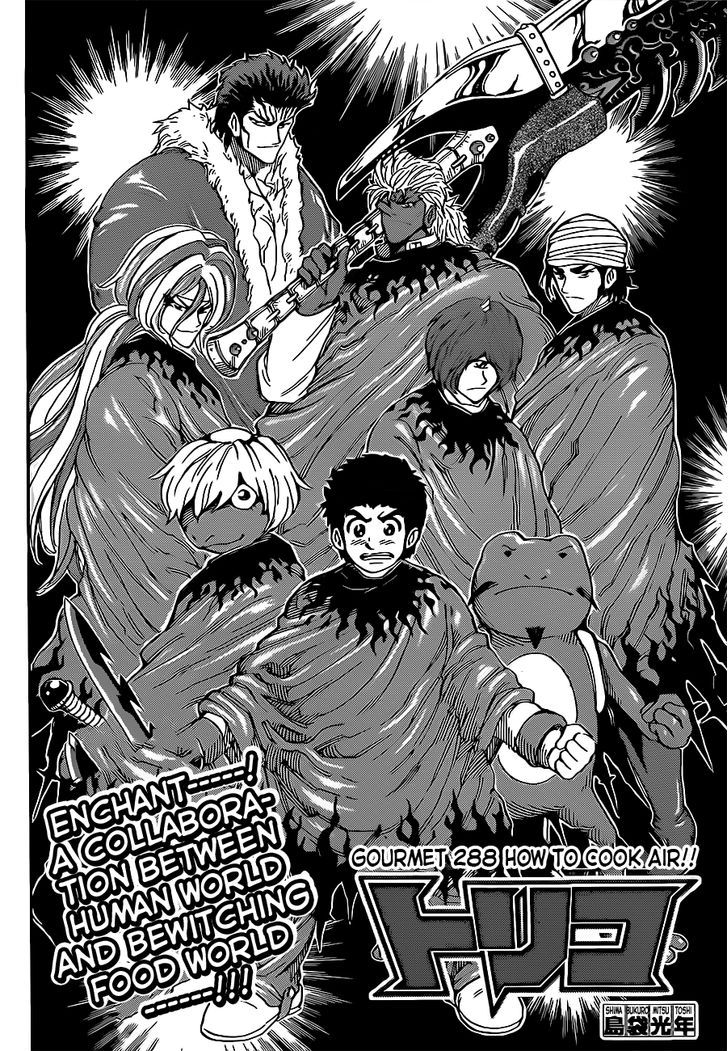 ENCHANT-----!
A COLLABORA-
TION BETWEEN
HUMAN WORLD
AND BEWITCHING
FOOD WORLD
------!!!
GOURMET 288 HOW TO COOK AIR!!
トリコ
SHIMA BUKURO MITSU TOSHI
島袋光年